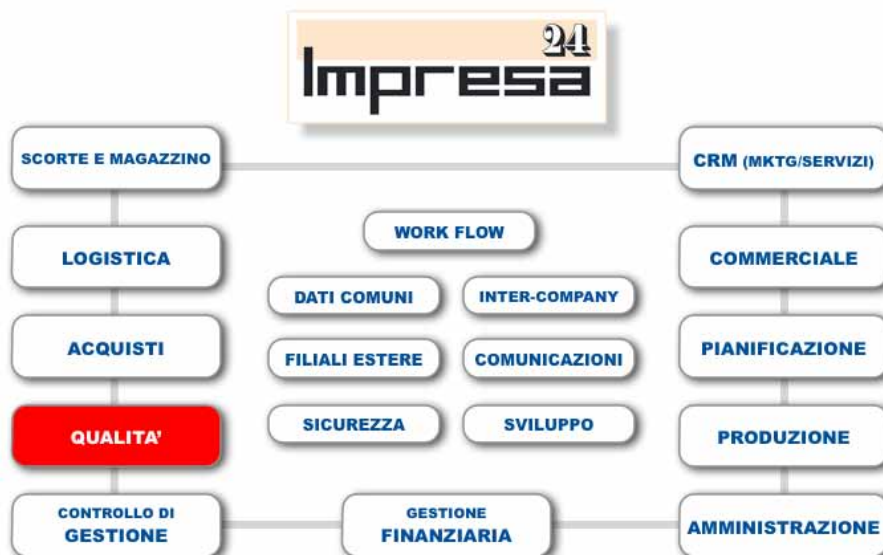 24
Impresa
SCORTE E MAGAZZINO
CRM (MKTG/SERVIZI)
WORK FLOW
LOGISTICA
COMMERCIALE
DATI COMUNI
INTER-COMPANY
ACQUISTI
FILIALI ESTERE
COMUNICAZIONI
PIANIFICAZIONE
QUALITA'
SICUREZZA
SVILUPPO
PRODUZIONE
CONTROLLO DI
GESTIONE
GESTIONE
FINANZIARIA
AMMINISTRAZIONE